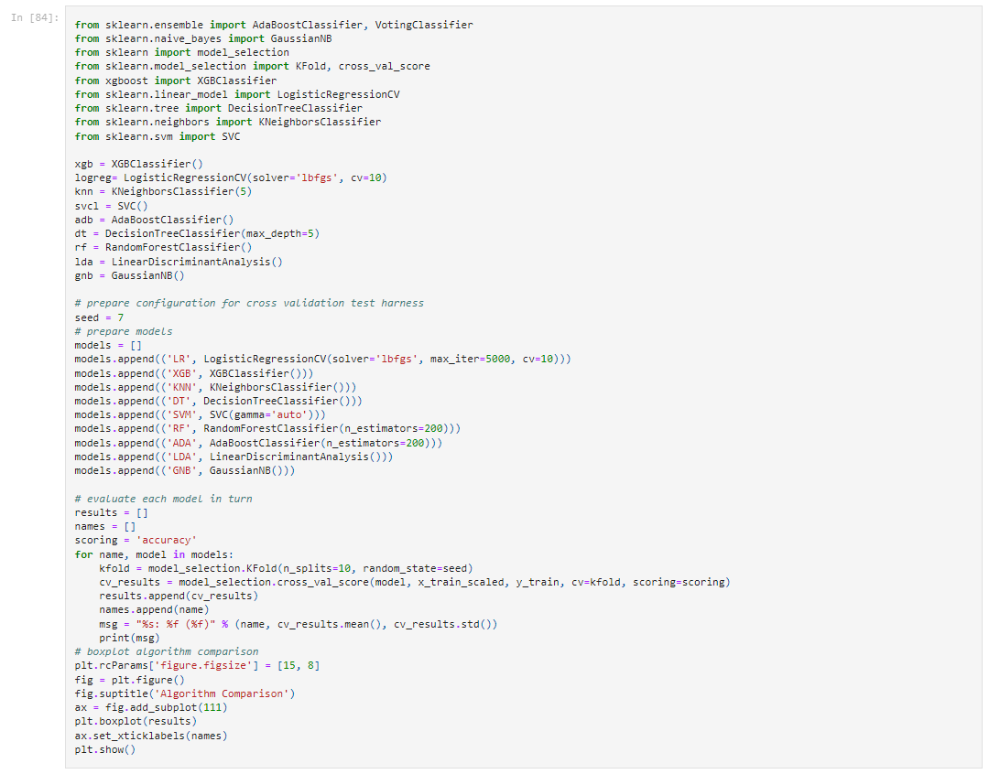 In [84]:
from sklearn.ensemble import AdaBoostClassifier, VotingClassifier
from sklearn.naive_bayes import GaussianNB
from sklearn import model_selection
from sklearn.model_selection import KFold, cross_val_score
from xgboost import XGBClassifier
from sklearn.linear_model import LogisticRegressionCV
from sklearn.tree import DecisionTreeClassifier
from sklearn.neighbors import KNeighborsClassifier
from sklearn.svm import SVC
xgb = XGBClassifier()
logreg= LogisticRegressionCV(solver='lbfgs', cv=10)
knn = KNeighborsClassifier(5)
svcl = SVC()
adb = AdaBoostClassifier()
dt = DecisionTreeClassifier(max_depth=5)
rf = RandomForestClassifier()
lda = LinearDiscriminantAnalysis()
gnb = GaussianNB()
# prepare configuration for cross validation test harness
seed = 7
# prepare models
models = []
models.append(('LR', LogisticRegressionCV(solver='lbfgs', max_iter=5000, cv=10)))
models.append(('XGB', XGBClassifier()))
models.append(('KNN', KNeighborsClassifier()))
models.append(('DT', DecisionTreeClassifier()))
models.append(('SVM', SVC(gamma='auto')))
models.append(('RF', RandomForestClassifier(n_estimators=200)))
models.append(('ADA', AdaBoostClassifier(n_estimators=200)))
models.append(('LDA', LinearDiscriminantAnalysis()))
models.append(('GNB', GaussianNB()))
# evaluate each model in turn
results = []
names = []
scoring = 'accuracy'
for name, model in models:
    kfold = model_selection.KFold(n_splits=10, random_state=seed)
    cv_results = model_selection.cross_val_score(model, x_train_scaled, y_train, cv=kfold, scoring=scoring)
    results.append(cv_results)
    names.append(name)
    msg = "%s: %f (%f)" % (name, cv_results.mean(), cv_results.std())
    print(msg)
# boxplot algorithm comparison
plt.rcParams['figure.figsize'] = [15, 8]
fig = plt.figure()
fig.suptitle('Algorithm Comparison')
ax = fig.add_subplot(111)
plt.boxplot(results)
ax.set_xticklabels(names)
plt.show()